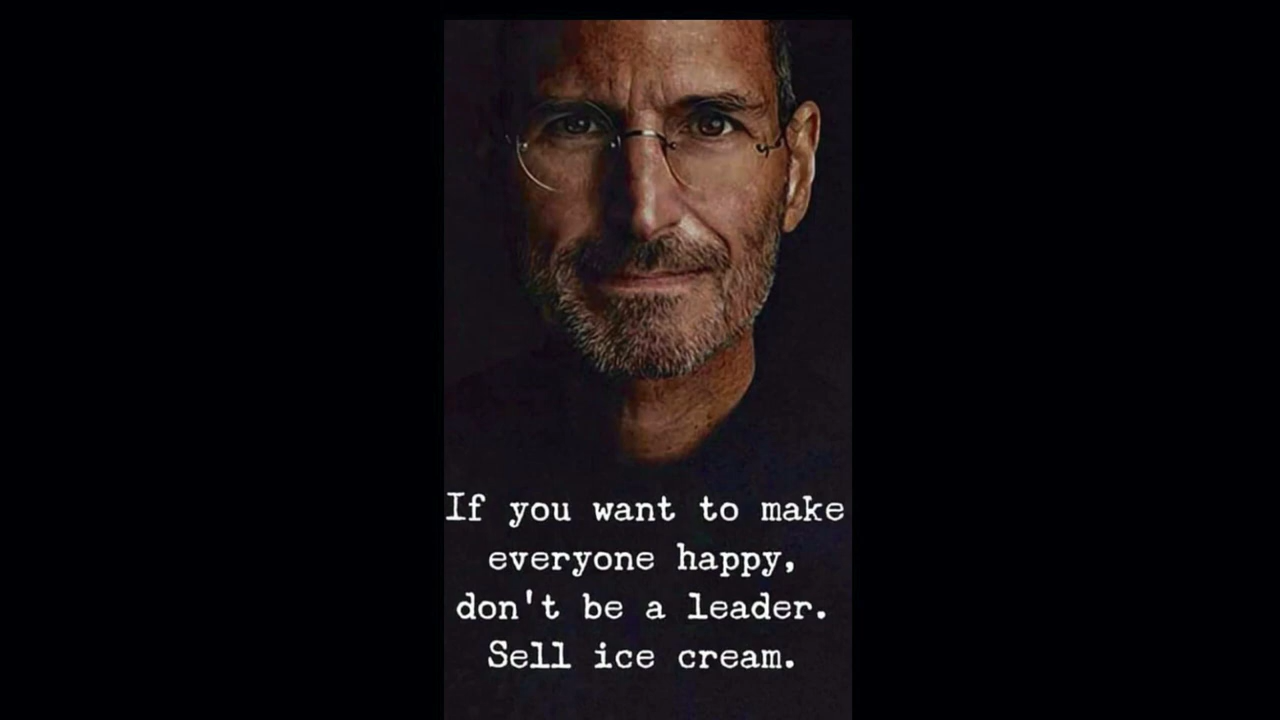 If you want to make
everyone happy,
don't be a leader.
Sell ice cream.